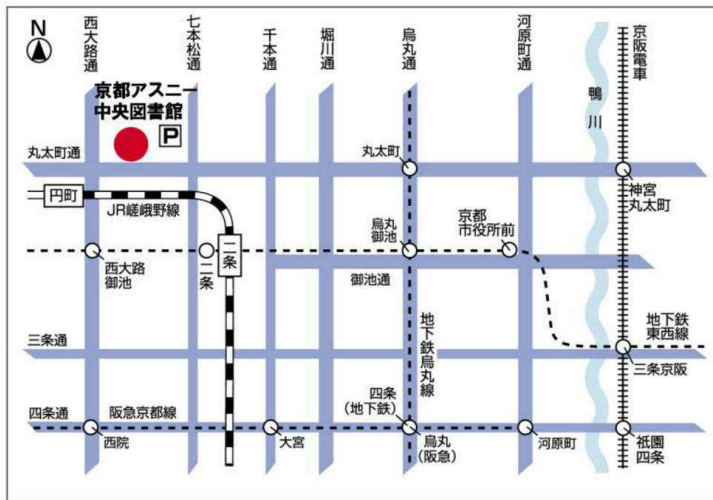 N
西大路通
七本松通
千本通
堀川通
烏丸通
河原町通
京阪電車
鴨川
京都アスニー
中央図書館
P
丸太町通
丸太町
神宮
丸太町
円町
JR嵯峨野線
二条
烏丸
御池
京都
市役所前
西大路
御池
二条
御池通
地下鉄烏丸線
地下鉄
東西線
三条通
三条京阪
四条通
阪急京都線
四条
(地下鉄)
西院
大宮
烏丸
(阪急)
河原町
祇園
四条